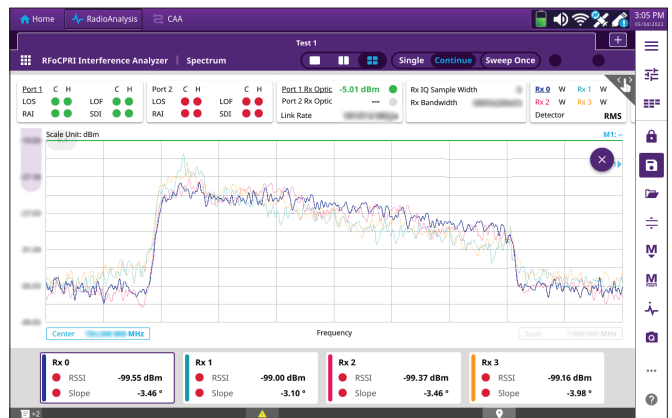 Home RadioAnalysis CAA 3:05 PM
05/04/2022
Test 1
RFoCPRI Interference Analyzer Spectrum Single Continue Sweep Once
Port 1 C H
LOS LOF
RAI SDI
Port 2 C H C H
LOS LOF
RAI SDI
Port 1 Rx Optic -5.01 dBm
Port 2 Rx Optic ---
Link Rate
Rx IQ Sample Width
Rx Bandwidth
Rx 0 W Rx 1 W
Rx 2 W Rx 3 W
Detector RMS
Scale Unit: dBm M1: --
Center MHz Frequency Span MHz
Rx 0
RSSI -99.55 dBm
Slope -3.46 °
Rx 1
RSSI -99.00 dBm
Slope -3.10 °
Rx 2
RSSI -99.37 dBm
Slope -3.46 °
Rx 3
RSSI -99.16 dBm
Slope -3.98 °
+2